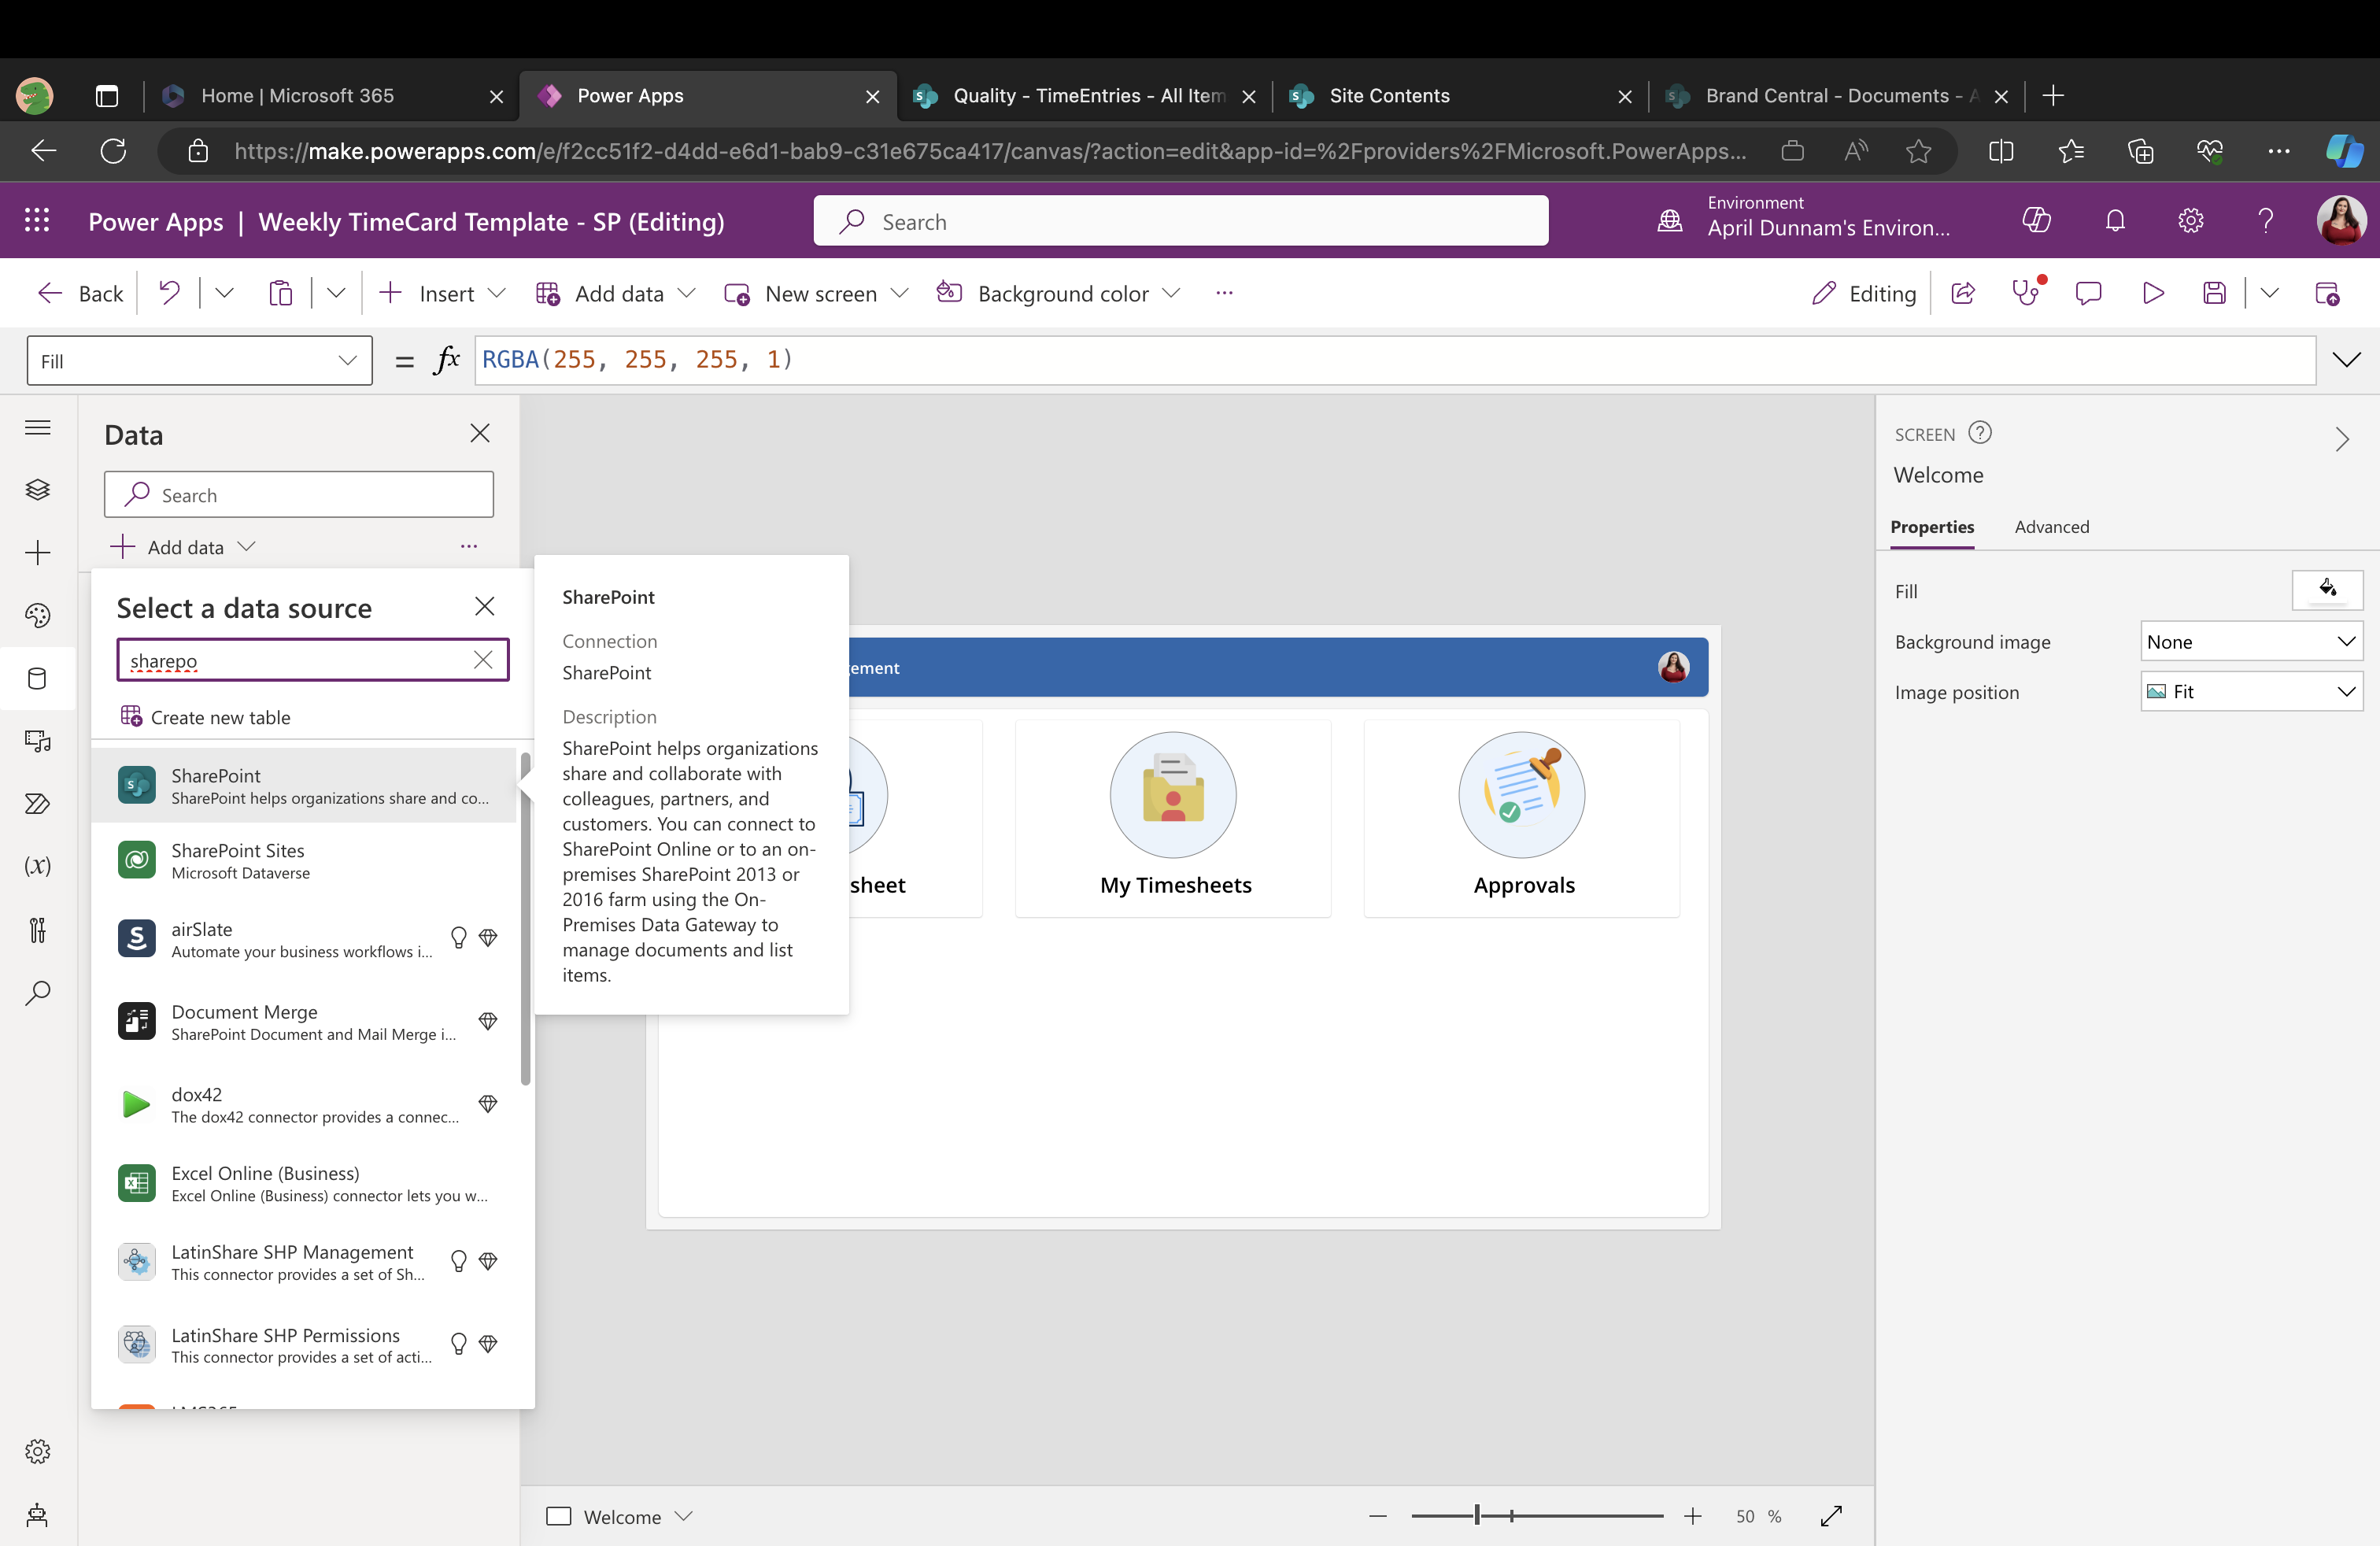 Home | Microsoft 365
Power Apps
Quality - TimeEntries - All Item
Site Contents
Brand Central - Documents - A
https://make.powerapps.com/e/f2cc51f2-d4dd-e6d1-bab9-c31e675ca417/canvas/?action=edit&app-id=%2Fproviders%2FMicrosoft.PowerApps...
Power Apps | Weekly TimeCard Template - SP (Editing)
Search
Environment
April Dunnam's Environ...
Back
Insert
Add data
New screen
Background color
...
Editing
Fill
= fx
RGBA(255, 255, 255, 1)
Data
Search
Add data
...
Select a data source
sharepo
Create new table
SharePoint
SharePoint helps organizations share and co...
SharePoint Sites
Microsoft Dataverse
airSlate
Automate your business workflows i...
Document Merge
SharePoint Document and Mail Merge i...
dox42
The dox42 connector provides a connec...
Excel Online (Business)
Excel Online (Business) connector lets you w...
LatinShare SHP Management
This connector provides a set of Sh...
LatinShare SHP Permissions
This connector provides a set of acti...
SharePoint
Connection
SharePoint
Description
SharePoint helps organizations
share and collaborate with
colleagues, partners, and
customers. You can connect to
SharePoint Online or to an on-
premises SharePoint 2013 or
2016 farm using the On-
Premises Data Gateway to
manage documents and list
items.
ement
sheet
My Timesheets
Approvals
SCREEN
Welcome
Properties
Advanced
Fill
Background image
None
Image position
Fit
(x)
Welcome
50 %